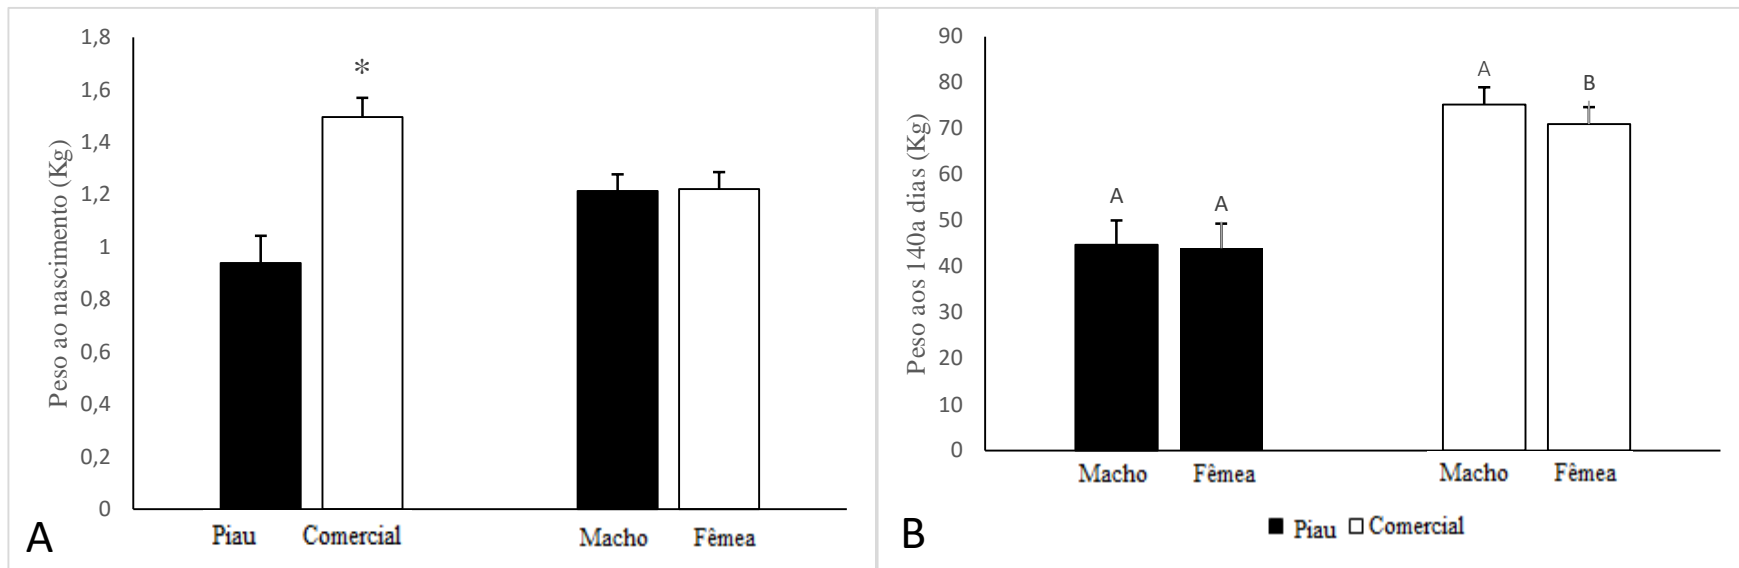 Peso ao nascimento (Kg)
1,8
1,6
1,4
1,2
1
0,8
0,6
0,4
0,2
0
*
Piau Comercial Macho Fêmea
A
Peso aos 140a dias (Kg)
90
80
70
60
50
40
30
20
10
0
A A A B
Macho Fêmea Macho Fêmea
Piau Comercial
B